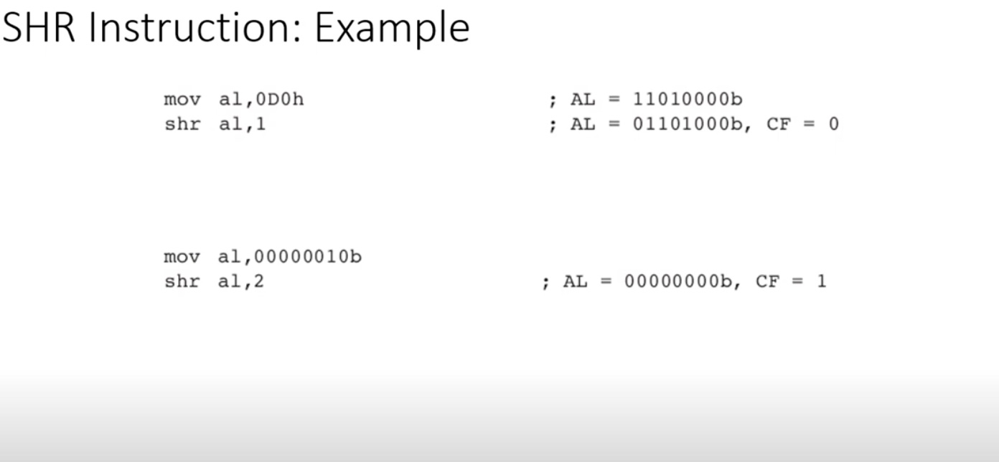 SHR Instruction: Example
mov al,0D0h ; AL = 11010000b
shr al,1 ; AL = 01101000b, CF = 0
mov al,00000010b
shr al,2 ; AL = 00000000b, CF = 1